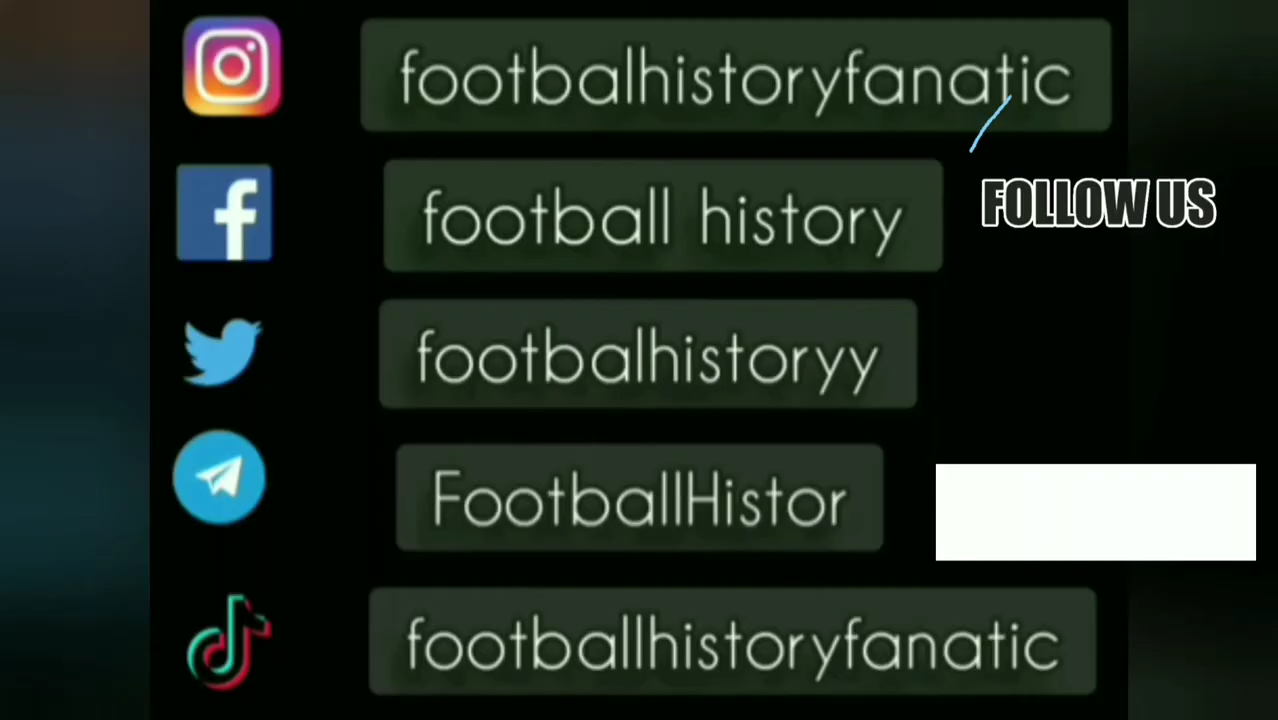 footbalhistoryfanatic
football history
FOLLOW US
footbalhistoryy
FootballHistor
footballhistoryfanatic